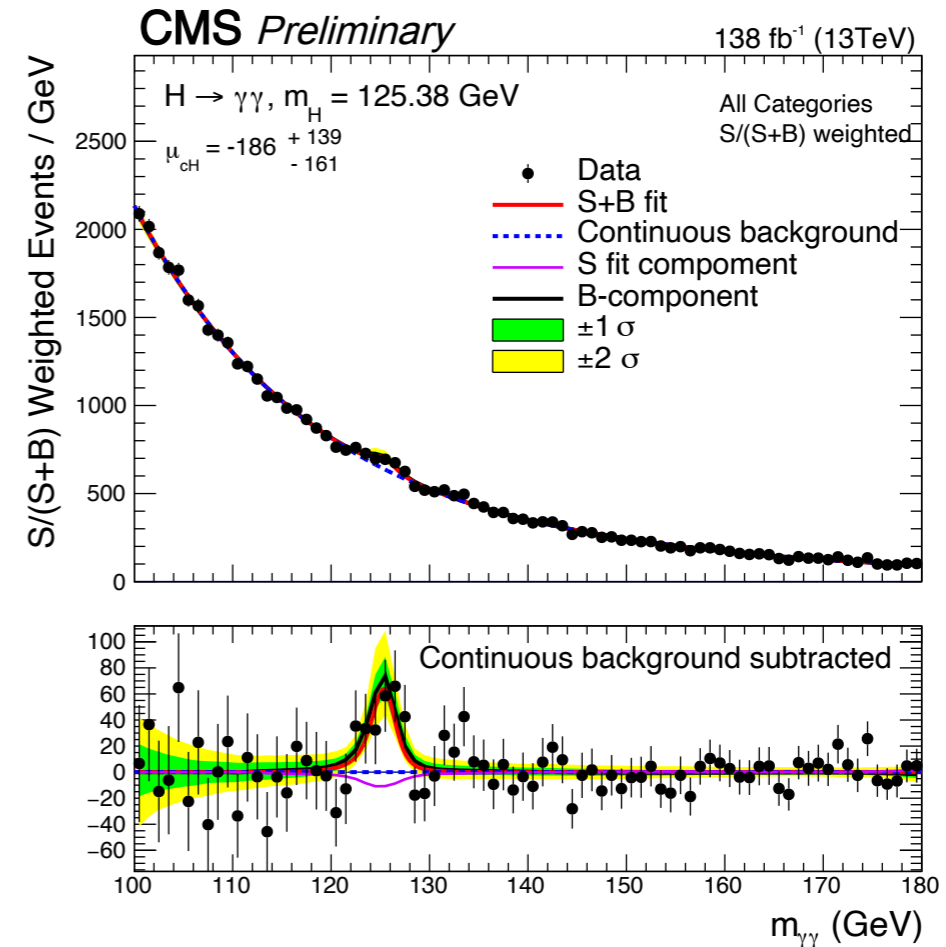 CMS Preliminary
138 fb⁻¹ (13TeV)
S/(S+B) Weighted Events / GeV
H → γγ, m_H = 125.38 GeV
μ_cH = -186 + 139 - 161
All Categories
S/(S+B) weighted
Data
S+B fit
Continuous background
S fit compoment
B-component
±1 σ
±2 σ
2500
2000
1500
1000
500
0
Continuous background subtracted
100
80
60
40
20
0
−20
−40
−60
100 110 120 130 140 150 160 170 180
m_γγ (GeV)